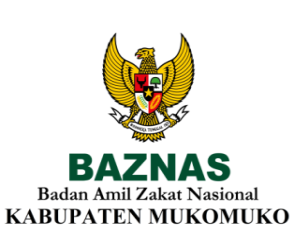 BAZNAS
Badan Amil Zakat Nasional
KABUPATEN MUKOMUKO